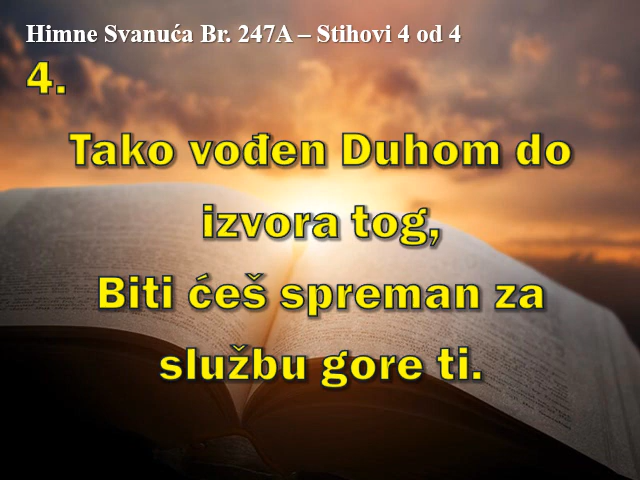 Himne Svanuća Br. 247A – Stihovi 4 od 4
4.
Tako vođen Duhom do
izvora tog,
Biti ćeš spreman za
službu gore ti.